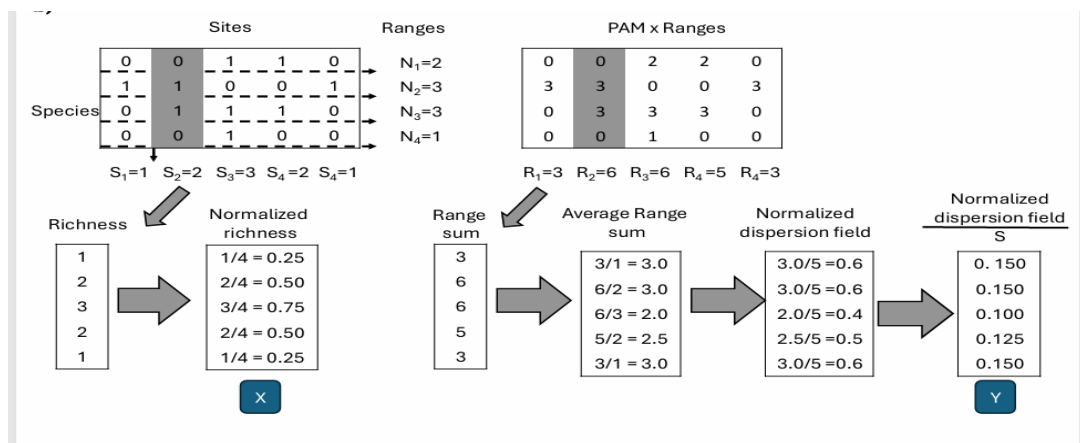 Sites Ranges PAM x Ranges
0 0 1 1 0 N₁=2 0 0 2 2 0
1 1 0 0 1 N₂=3 3 3 0 0 3
Species 0 1 1 1 0 N₃=3 0 3 3 3 0
0 0 1 0 0 N₄=1 0 0 1 0 0
S₁=1 S₂=2 S₃=3 S₄=2 S₄=1 R₁=3 R₂=6 R₃=6 R₄=5 R₄=3
Richness
1
2
3
2
1
Normalized
richness
1/4 = 0.25
2/4 = 0.50
3/4 = 0.75
2/4 = 0.50
1/4 = 0.25
X
Range
sum
3
6
6
5
3
Average Range
sum
3/1 = 3.0
6/2 = 3.0
6/3 = 2.0
5/2 = 2.5
3/1 = 3.0
Normalized
dispersion field
3.0/5 =0.6
3.0/5 =0.6
2.0/5 =0.4
2.5/5 =0.5
3.0/5 =0.6
Normalized
dispersion field
S
0. 150
0.150
0.100
0.125
0.150
Y